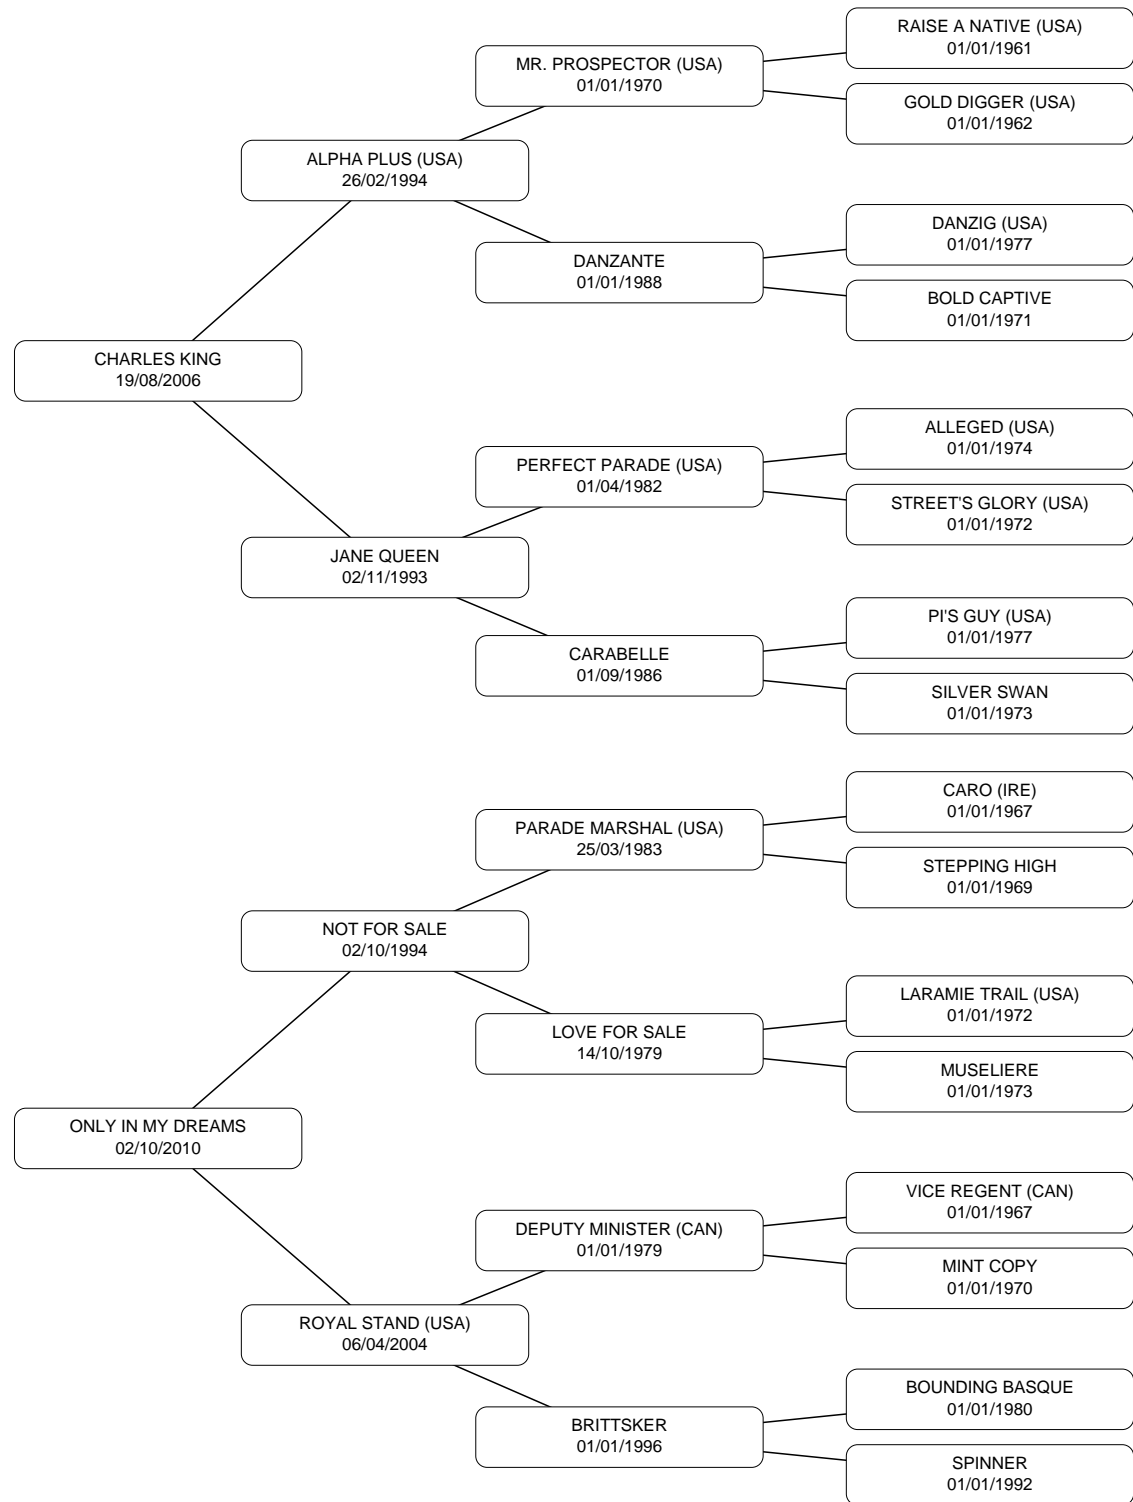 RAISE A NATIVE (USA)
01/01/1961
MR. PROSPECTOR (USA)
01/01/1970
GOLD DIGGER (USA)
01/01/1962
ALPHA PLUS (USA)
26/02/1994
DANZIG (USA)
01/01/1977
DANZANTE
01/01/1988
BOLD CAPTIVE
01/01/1971
CHARLES KING
19/08/2006
ALLEGED (USA)
01/01/1974
PERFECT PARADE (USA)
01/04/1982
STREET'S GLORY (USA)
01/01/1972
JANE QUEEN
02/11/1993
PI'S GUY (USA)
01/01/1977
CARABELLE
01/09/1986
SILVER SWAN
01/01/1973
CARO (IRE)
01/01/1967
PARADE MARSHAL (USA)
25/03/1983
STEPPING HIGH
01/01/1969
NOT FOR SALE
02/10/1994
LARAMIE TRAIL (USA)
01/01/1972
LOVE FOR SALE
14/10/1979
MUSELIERE
01/01/1973
ONLY IN MY DREAMS
02/10/2010
VICE REGENT (CAN)
01/01/1967
DEPUTY MINISTER (CAN)
01/01/1979
MINT COPY
01/01/1970
ROYAL STAND (USA)
06/04/2004
BOUNDING BASQUE
01/01/1980
BRITTSKER
01/01/1996
SPINNER
01/01/1992